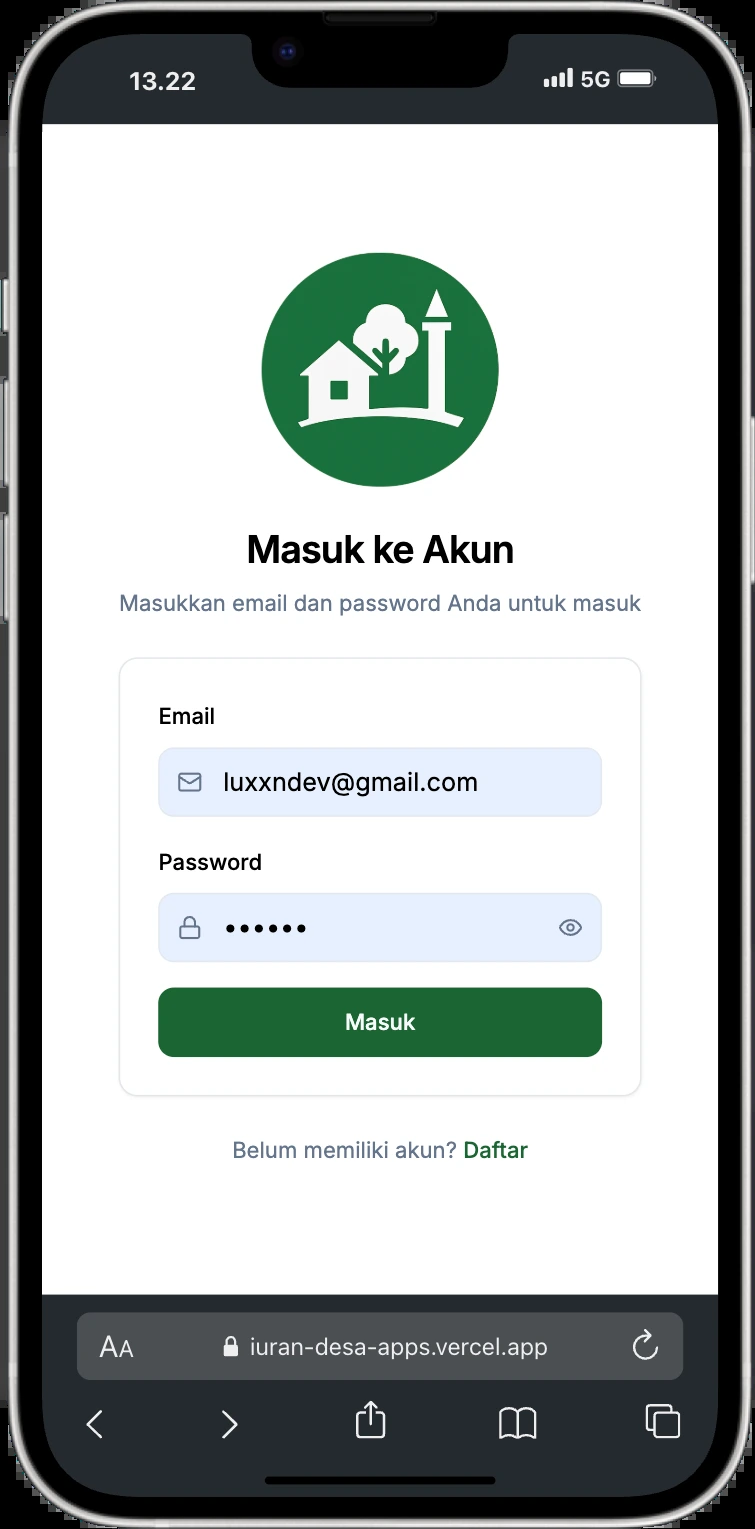 13.22
5G
Masuk ke Akun
Masukkan email dan password Anda untuk masuk
Email
luxxndev@gmail.com
Password
••••••
Masuk
Belum memiliki akun? Daftar
AA
iuran-desa-apps.vercel.app